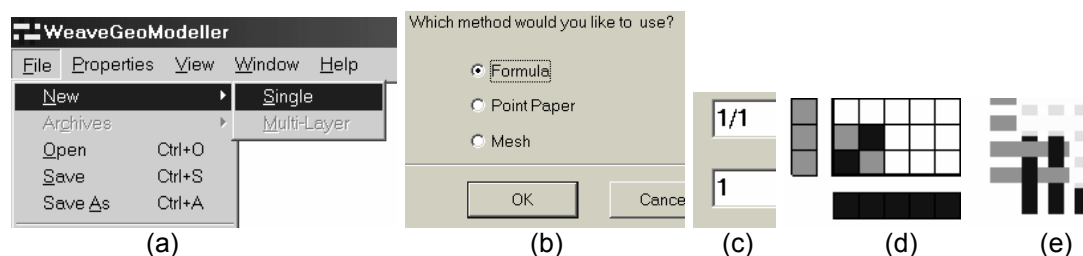 WeaveGeoModeller
File Properties View Window Help
New Single
Archives Multi-Layer
Open Ctrl+O
Save Ctrl+S
Save As Ctrl+A
Which method would you like to use?
Formula
Point Paper
Mesh
OK Cance
1/1
1
(a) (b) (c) (d) (e)